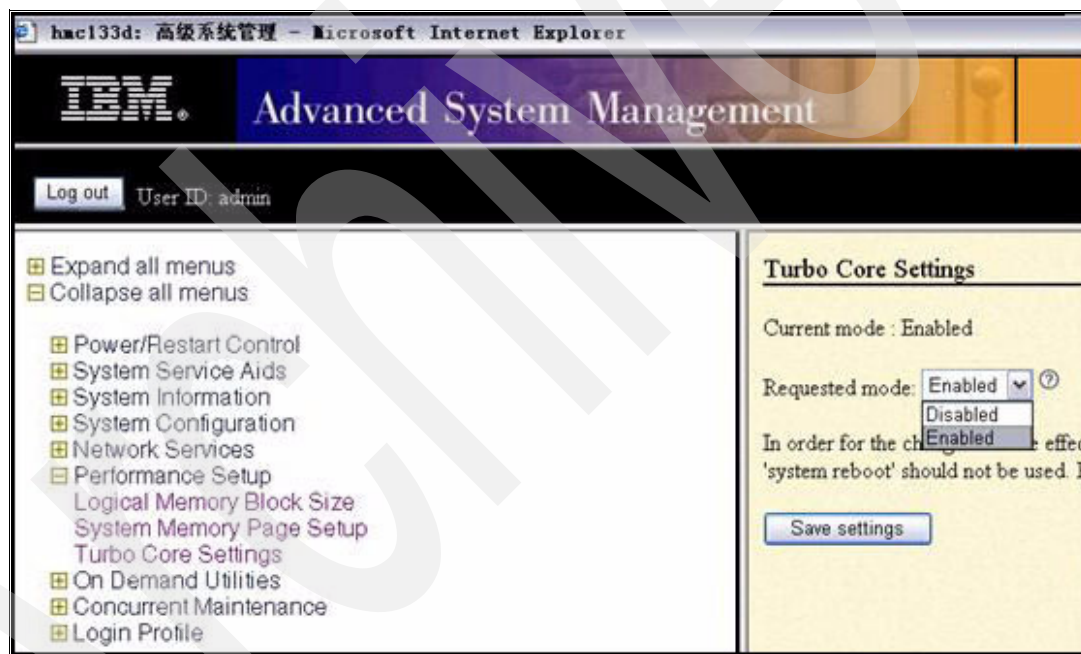 hmc133d: 高级系统管理 - Microsoft Internet Explorer
IBM.
Advanced System Management
Log out User ID: admin
Expand all menus
Collapse all menus
Power/Restart Control
System Service Aids
System Information
System Configuration
Network Services
Performance Setup
Logical Memory Block Size
System Memory Page Setup
Turbo Core Settings
On Demand Utilities
Concurrent Maintenance
Login Profile
Turbo Core Settings
Current mode : Enabled
Requested mode: Enabled
Disabled
Enabled
In order for the ch
'system reboot' should not be used.
Save settings